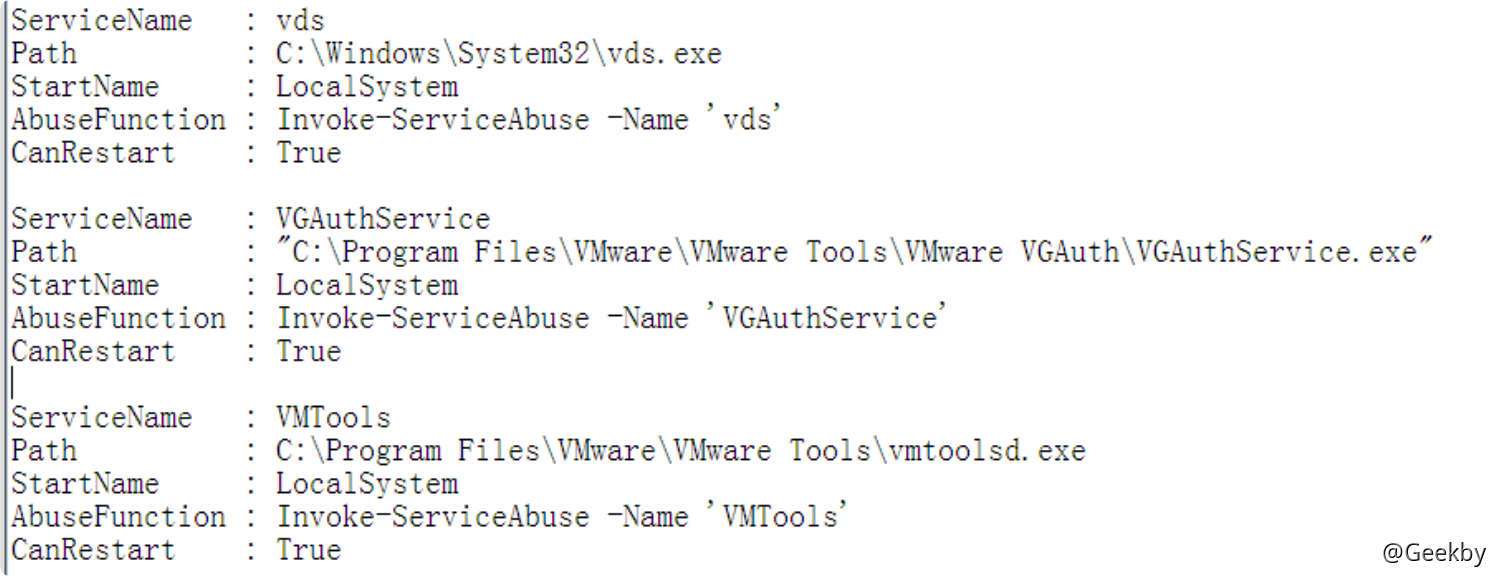 ServiceName   : vds
Path          : C:\Windows\System32\vds.exe
StartName     : LocalSystem
AbuseFunction : Invoke-ServiceAbuse -Name 'vds'
CanRestart    : True

ServiceName   : VGAuthService
Path          : "C:\Program Files\VMware\VMware Tools\VMware VGAuth\VGAuthService.exe"
StartName     : LocalSystem
AbuseFunction : Invoke-ServiceAbuse -Name 'VGAuthService'
CanRestart    : True

ServiceName   : VMTools
Path          : C:\Program Files\VMware\VMware Tools\vmtoolsd.exe
StartName     : LocalSystem
AbuseFunction : Invoke-ServiceAbuse -Name 'VMTools'
CanRestart    : True
@Geekby